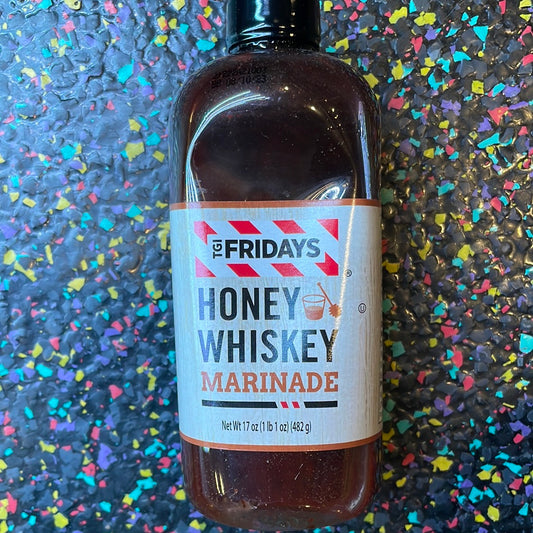 TGI FRIDAYS
®
HONEY
WHISKEY
MARINADE
Net Wt 17 oz (1 lb 1 oz) (482 g)